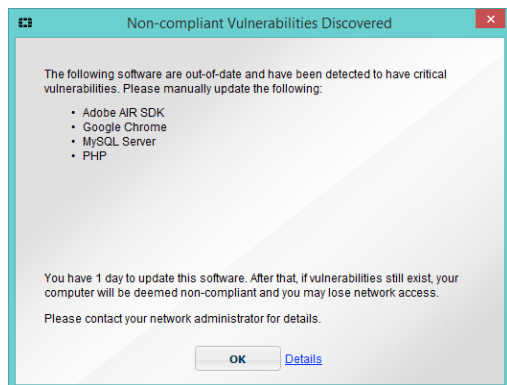 Non-compliant Vulnerabilities Discovered
The following software are out-of-date and have been detected to have critical
vulnerabilities. Please manually update the following:
• Adobe AIR SDK
• Google Chrome
• MySQL Server
• PHP
You have 1 day to update this software. After that, if vulnerabilities still exist, your
computer will be deemed non-compliant and you may lose network access.
Please contact your network administrator for details.
OK Details